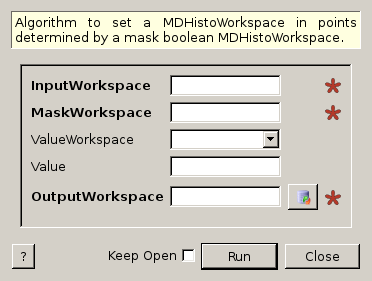 Algorithm to set a MDHistoWorkspace in points
determined by a mask boolean MDHistoWorkspace.
InputWorkspace
MaskWorkspace
ValueWorkspace
Value
OutputWorkspace
? Keep Open Run Close